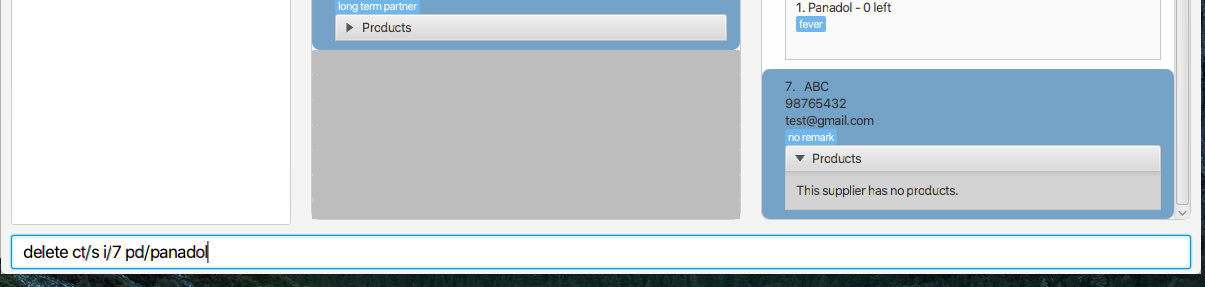 long term partner
Products
1. Panadol - 0 left
fever
7. ABC
98765432
test@gmail.com
no remark
Products
This supplier has no products.
delete ct/s i/7 pd/panadol